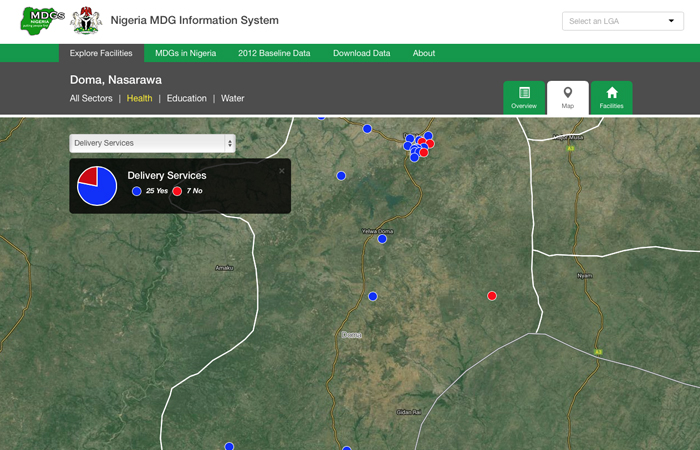 MDGs
NIGERIA
Nigeria MDG Information System
Select an LGA
Explore Facilities
MDGs in Nigeria
2012 Baseline Data
Download Data
About
Doma, Nasarawa
All Sectors | Health | Education | Water
Overview
Map
Facilities
Delivery Services
Delivery Services
25 Yes 7 No
Musa
A3
Yelwa Doma
Amaku
Nyam
Doma
A3
Gidan Rai